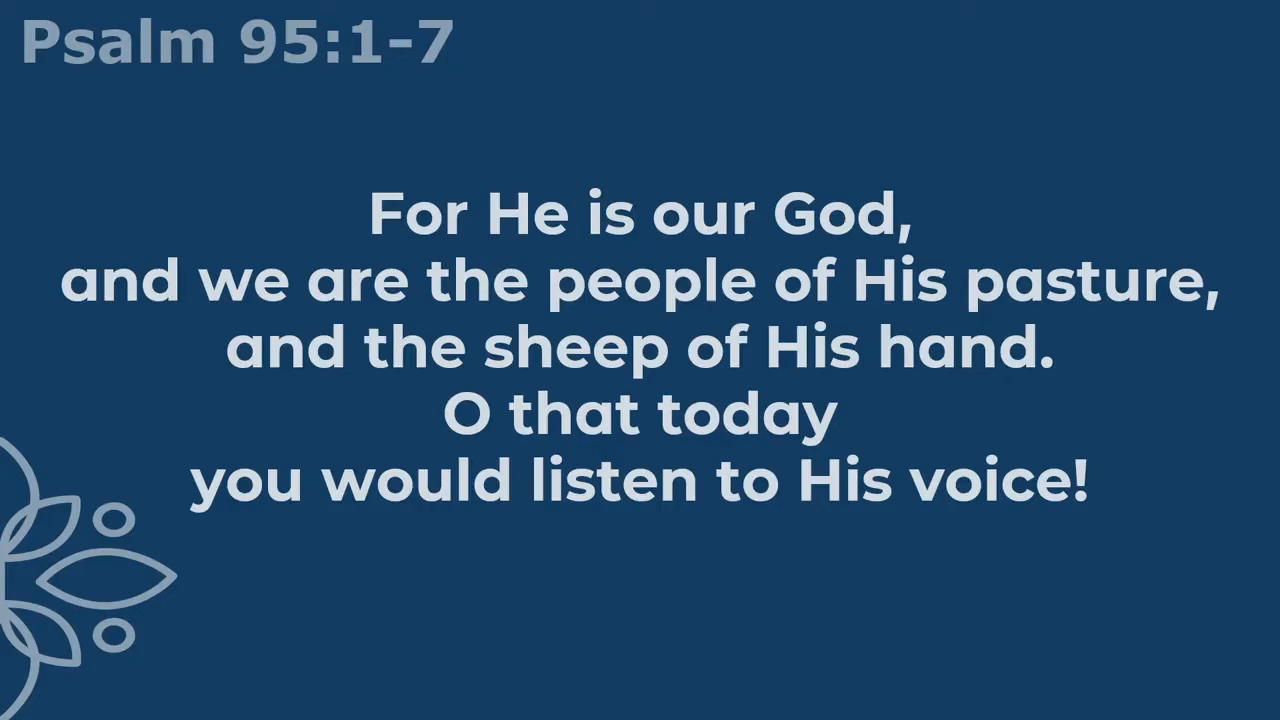 Psalm 95:1-7
For He is our God,
and we are the people of His pasture,
and the sheep of His hand.
O that today
you would listen to His voice!